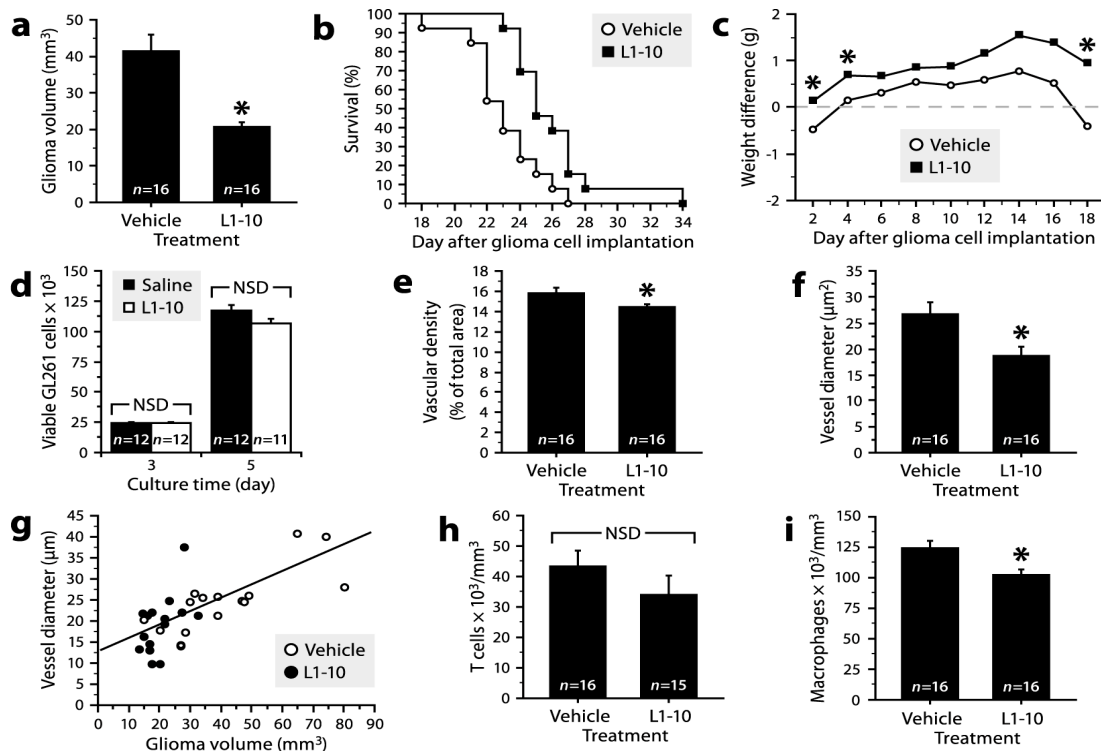 a
Glioma volume (mm³)
50
40
30
20
10
0
*
n=16
n=16
Vehicle
L1-10
Treatment
b
Survival (%)
100
90
80
70
60
50
40
30
20
10
0
Vehicle
L1-10
18 20 22 24 26 28 30 32 34
Day after glioma cell implantation
c
Weight difference (g)
2
1
0
1
2
* * *
Vehicle
L1-10
2 4 6 8 10 12 14 16 18
Day after glioma cell implantation
d
Viable GL261 cells × 10³
150
125
100
75
50
25
0
Saline
L1-10
NSD
NSD
n=12 n=12 n=12 n=11
3 5
Culture time (day)
e
Vascular density
(% of total area)
18
16
14
12
10
8
6
4
2
0
*
n=16 n=16
Vehicle L1-10
Treatment
f
Vessel diameter (μm²)
35
30
25
20
15
10
5
0
*
n=16 n=16
Vehicle L1-10
Treatment
g
Vessel diameter (μm)
45
40
35
30
25
20
15
10
5
0
Vehicle
L1-10
0 10 20 30 40 50 60 70 80 90
Glioma volume (mm³)
h
T cells × 10³/mm³
60
50
40
30
20
10
0
NSD
n=16 n=15
Vehicle L1-10
Treatment
i
Macrophages × 10³/mm³
150
125
100
75
50
25
0
*
n=16 n=16
Vehicle L1-10
Treatment